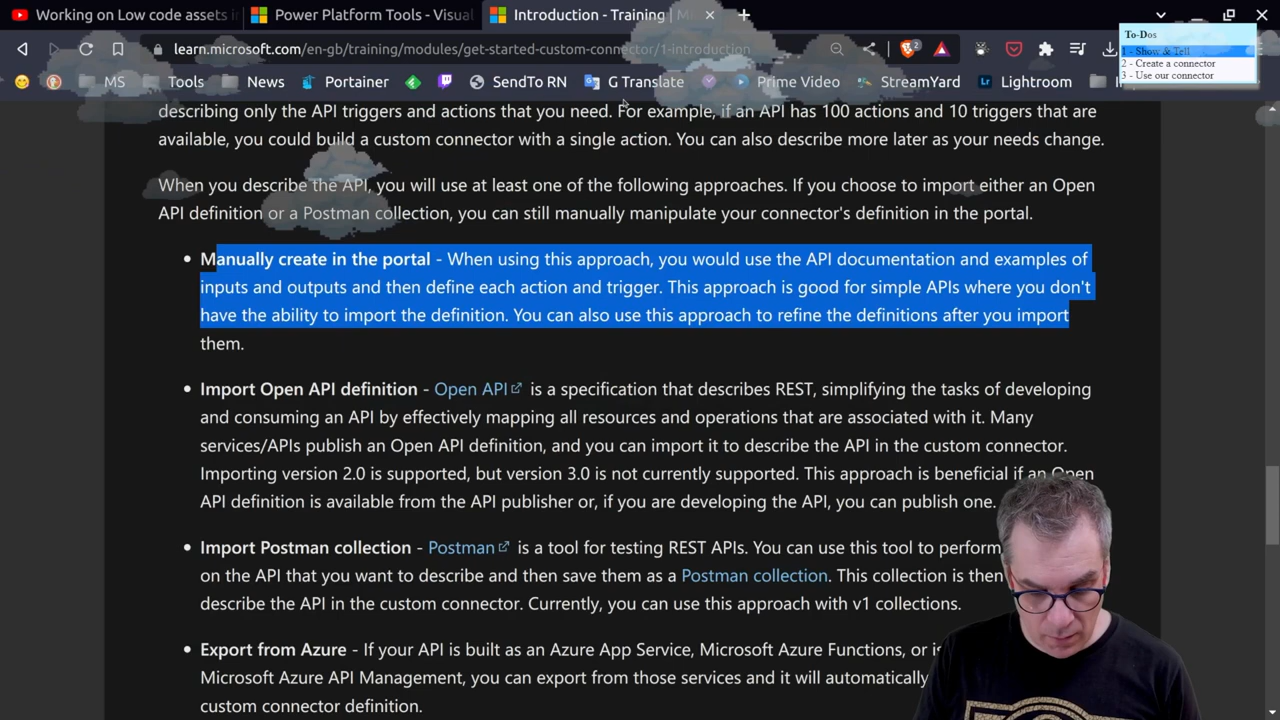 Working on Low code assets i
Power Platform Tools - Visual
Introduction - Training | Mi
To-Dos
1 - Show & Tell
2 - Create a connector
3 - Use our connector
learn.microsoft.com/en-gb/training/modules/get-started-custom-connector/1-introduction
2
MS
Tools
News
Portainer
SendTo RN
G Translate
Prime Video
StreamYard
Lightroom
describing only the API triggers and actions that you need. For example, if an API has 100 actions and 10 triggers that are
available, you could build a custom connector with a single action. You can also describe more later as your needs change.
When you describe the API, you will use at least one of the following approaches. If you choose to import either an Open
API definition or a Postman collection, you can still manually manipulate your connector's definition in the portal.
• Manually create in the portal - When using this approach, you would use the API documentation and examples of
inputs and outputs and then define each action and trigger. This approach is good for simple APIs where you don't
have the ability to import the definition. You can also use this approach to refine the definitions after you import
them.
• Import Open API definition - Open API is a specification that describes REST, simplifying the tasks of developing
and consuming an API by effectively mapping all resources and operations that are associated with it. Many
services/APIs publish an Open API definition, and you can import it to describe the API in the custom connector.
Importing version 2.0 is supported, but version 3.0 is not currently supported. This approach is beneficial if an Open
API definition is available from the API publisher or, if you are developing the API, you can publish one.
• Import Postman collection - Postman is a tool for testing REST APIs. You can use this tool to perform
on the API that you want to describe and then save them as a Postman collection. This collection is then
describe the API in the custom connector. Currently, you can use this approach with v1 collections.
• Export from Azure - If your API is built as an Azure App Service, Microsoft Azure Functions, or is
Microsoft Azure API Management, you can export from those services and it will automatically
custom connector definition.